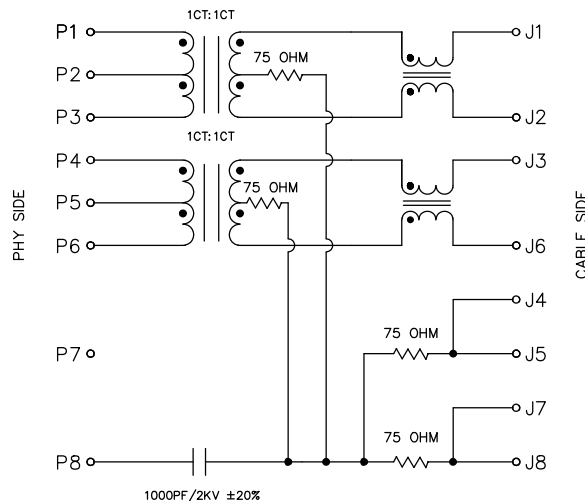 1CT:1CT
P1
J1
75 OHM
P2
P3
J2
1CT:1CT
P4
J3
75 OHM
P5
PHY SIDE
CABLE SIDE
P6
J6
J4
75 OHM
P7
J5
J7
75 OHM
P8
J8
1000PF/2KV ±20%